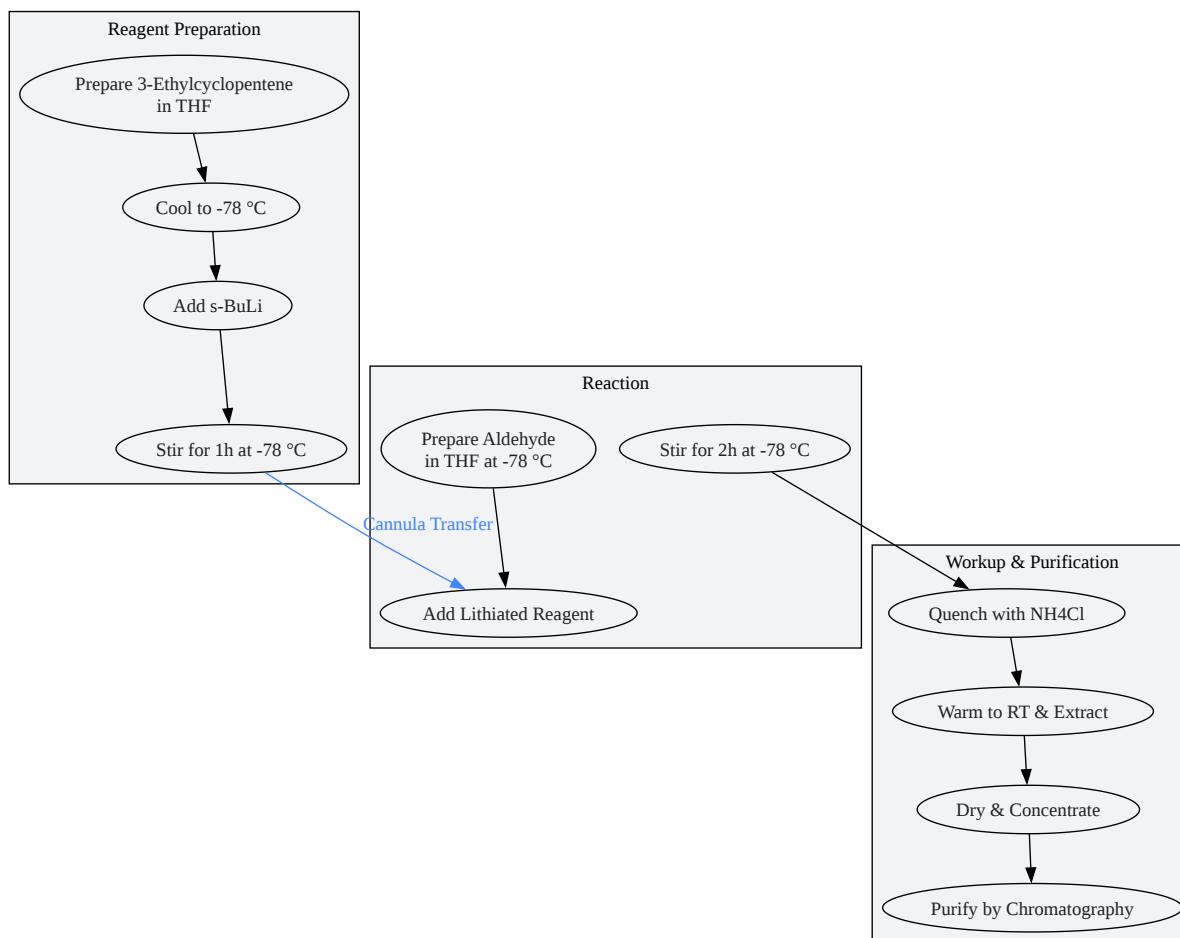 Reagent Preparation
Prepare 3-Ethylcyclopentene
in THF
Cool to -78 °C
Add s-BuLi
Stir for 1h at -78 °C
Reaction
Prepare Aldehyde
in THF at -78 °C
Stir for 2h at -78 °C
Cannula Transfer
Add Lithiated Reagent
Workup & Purification
Quench with NH4Cl
Warm to RT & Extract
Dry & Concentrate
Purify by Chromatography